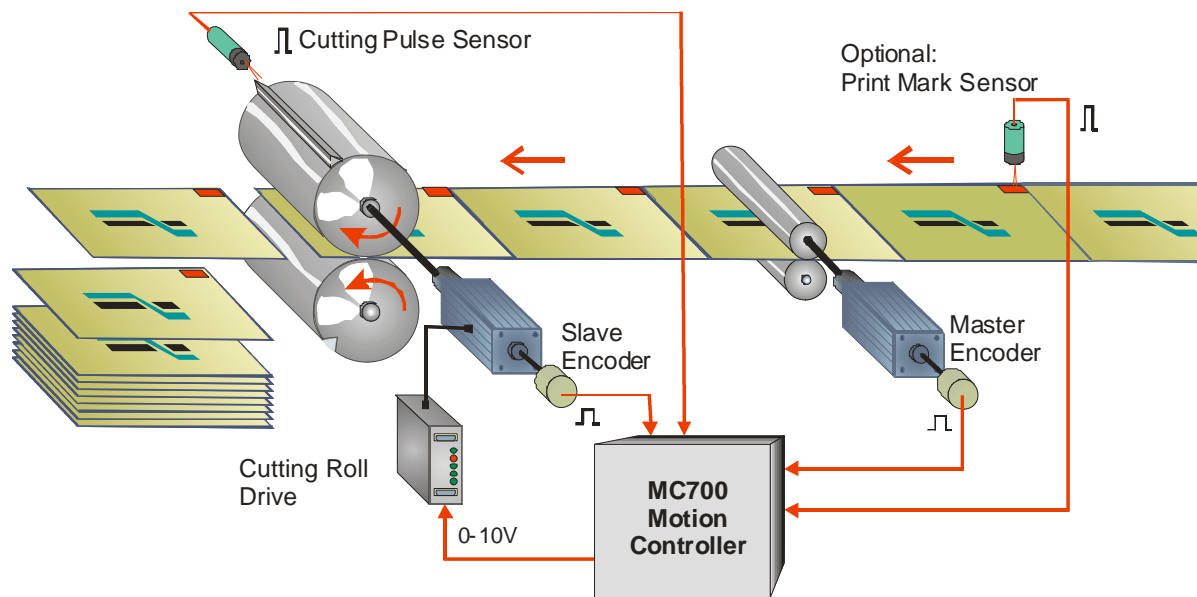 Cutting Pulse Sensor
Optional:
Print Mark Sensor
Slave
Encoder
Master
Encoder
Cutting Roll
Drive
0-10V
MC700
Motion
Controller